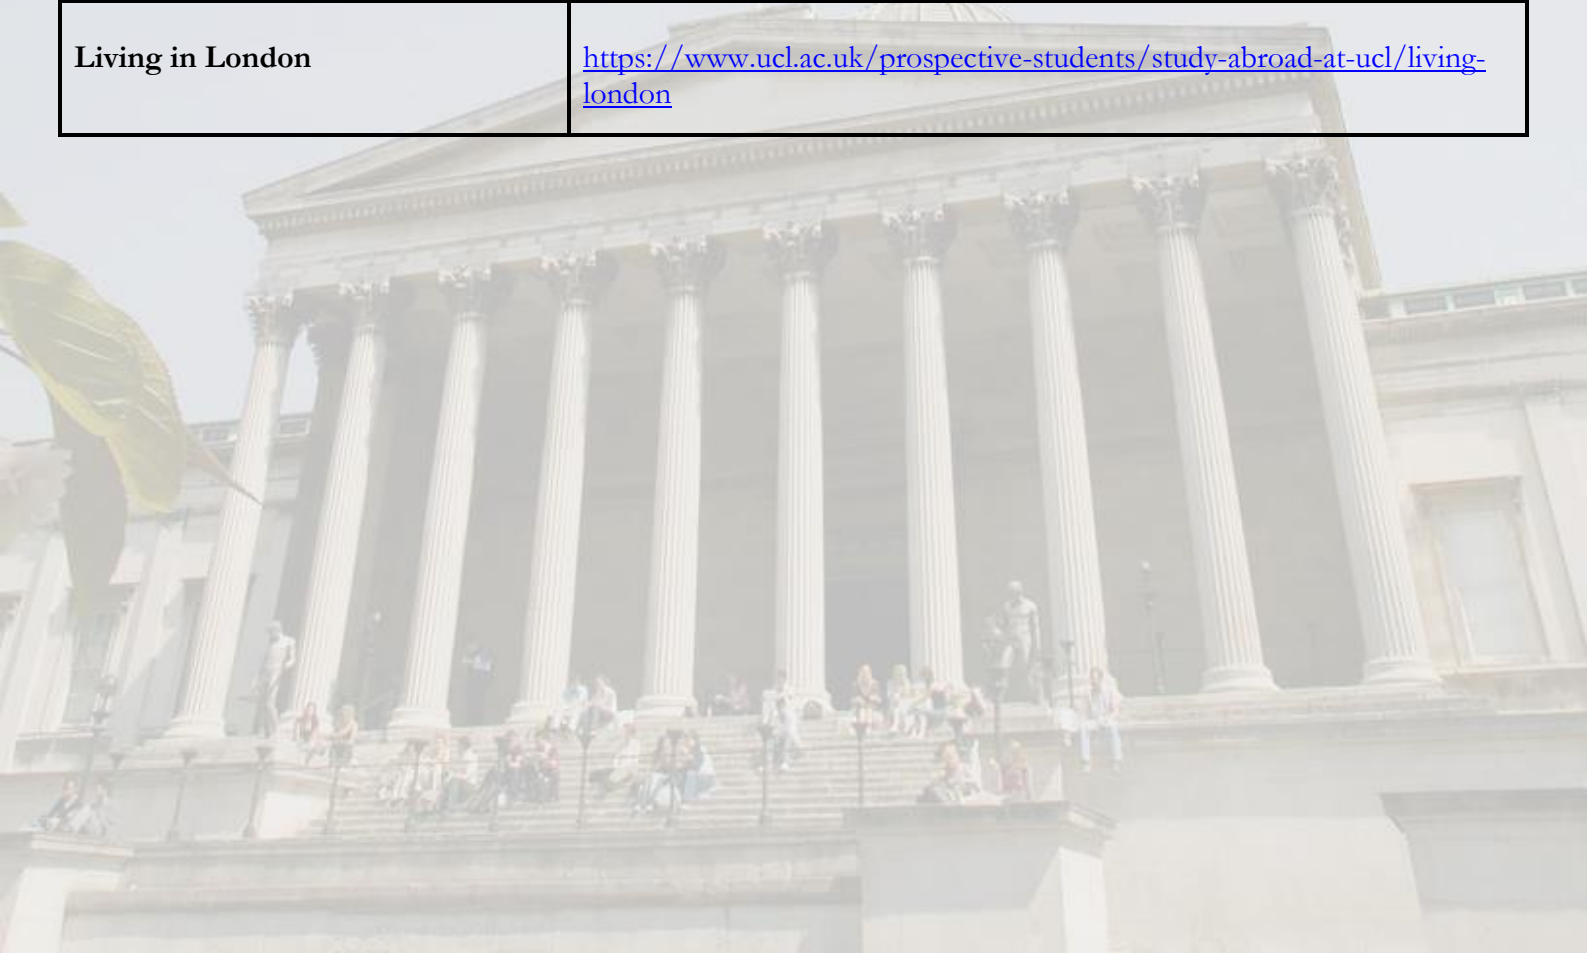 Living in London
https://www.ucl.ac.uk/prospective-students/study-abroad-at-ucl/living-
london